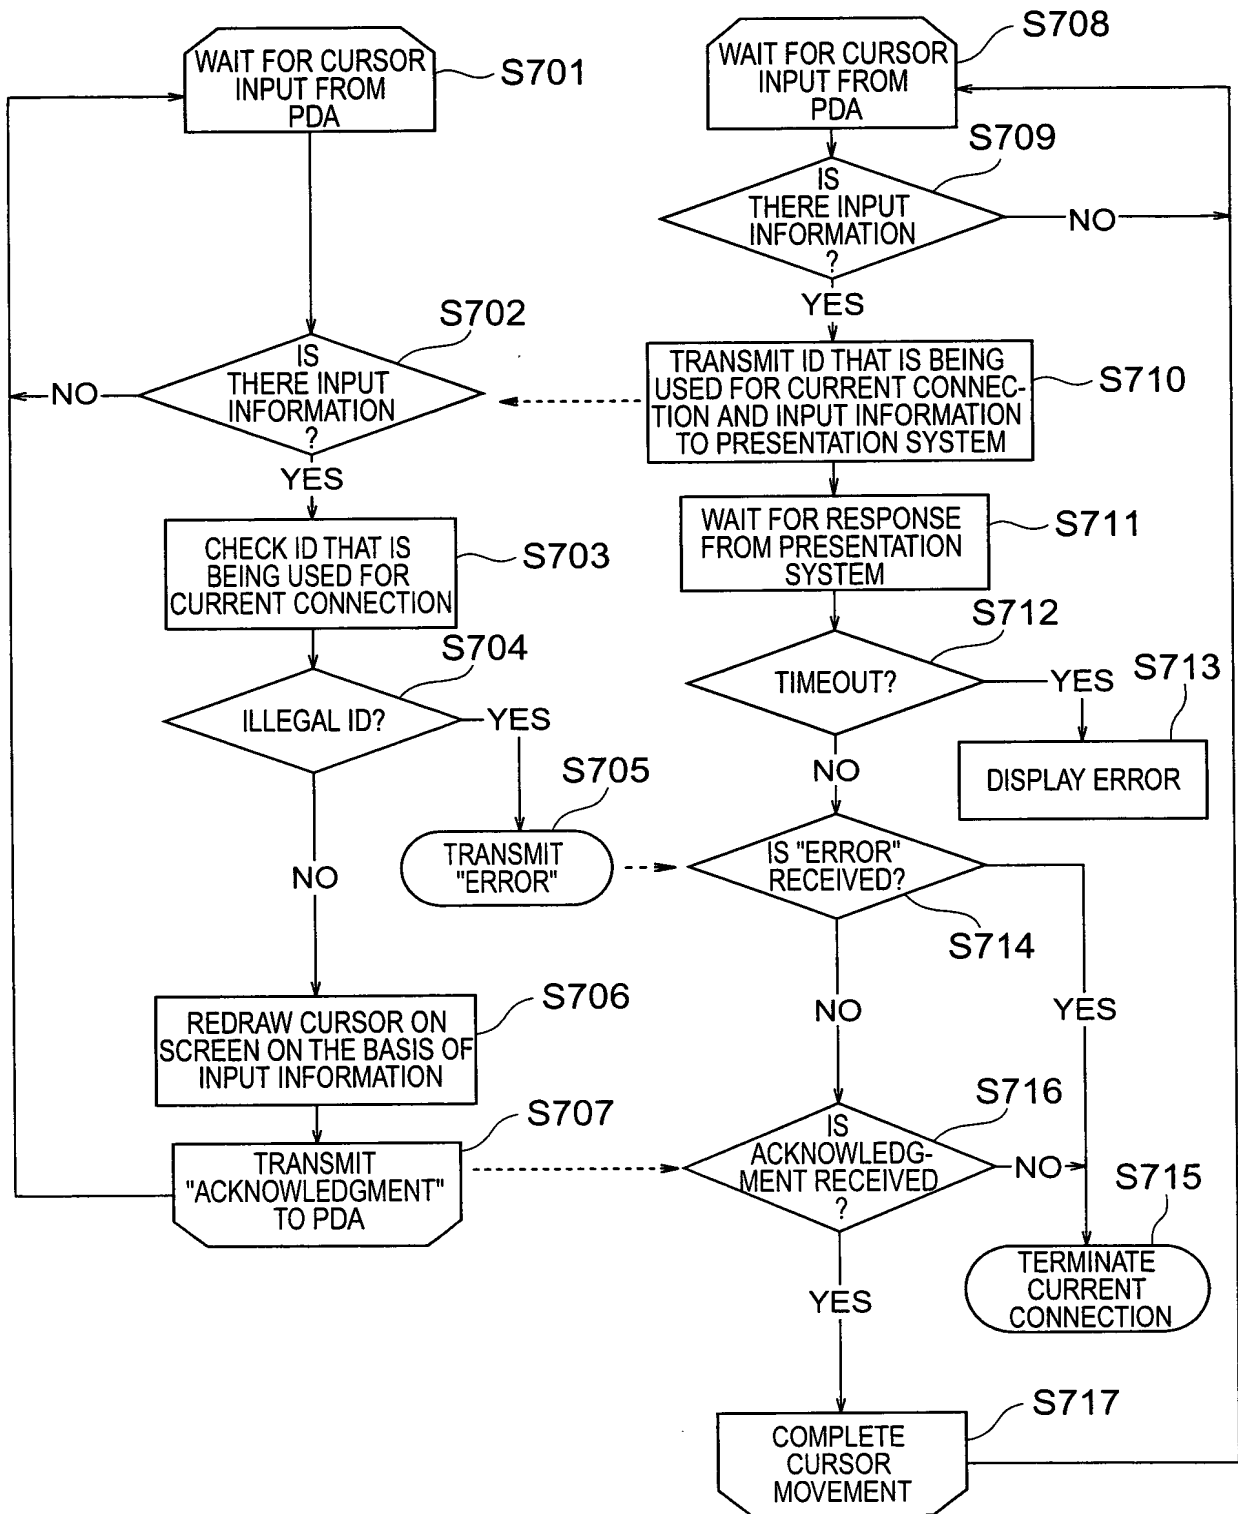 WAIT FOR CURSOR
INPUT FROM
PDA
S701
IS
THERE INPUT
INFORMATION
?
S702
NO
YES
CHECK ID THAT IS
BEING USED FOR
CURRENT CONNECTION
S703
ILLEGAL ID?
S704
YES
NO
TRANSMIT
"ERROR"
S705
REDRAW CURSOR ON
SCREEN ON THE BASIS OF
INPUT INFORMATION
S706
TRANSMIT
"ACKNOWLEDGMENT"
TO PDA
S707
WAIT FOR CURSOR
INPUT FROM
PDA
S708
IS
THERE INPUT
INFORMATION
?
S709
NO
YES
TRANSMIT ID THAT IS BEING
USED FOR CURRENT CONNEC-
TION AND INPUT INFORMATION
TO PRESENTATION SYSTEM
S710
WAIT FOR RESPONSE
FROM PRESENTATION
SYSTEM
S711
TIMEOUT?
S712
YES
NO
DISPLAY ERROR
S713
IS "ERROR"
RECEIVED?
S714
NO
YES
IS
ACKNOWLEDG-
MENT RECEIVED
?
S716
NO
YES
TERMINATE
CURRENT
CONNECTION
S715
COMPLETE
CURSOR
MOVEMENT
S717